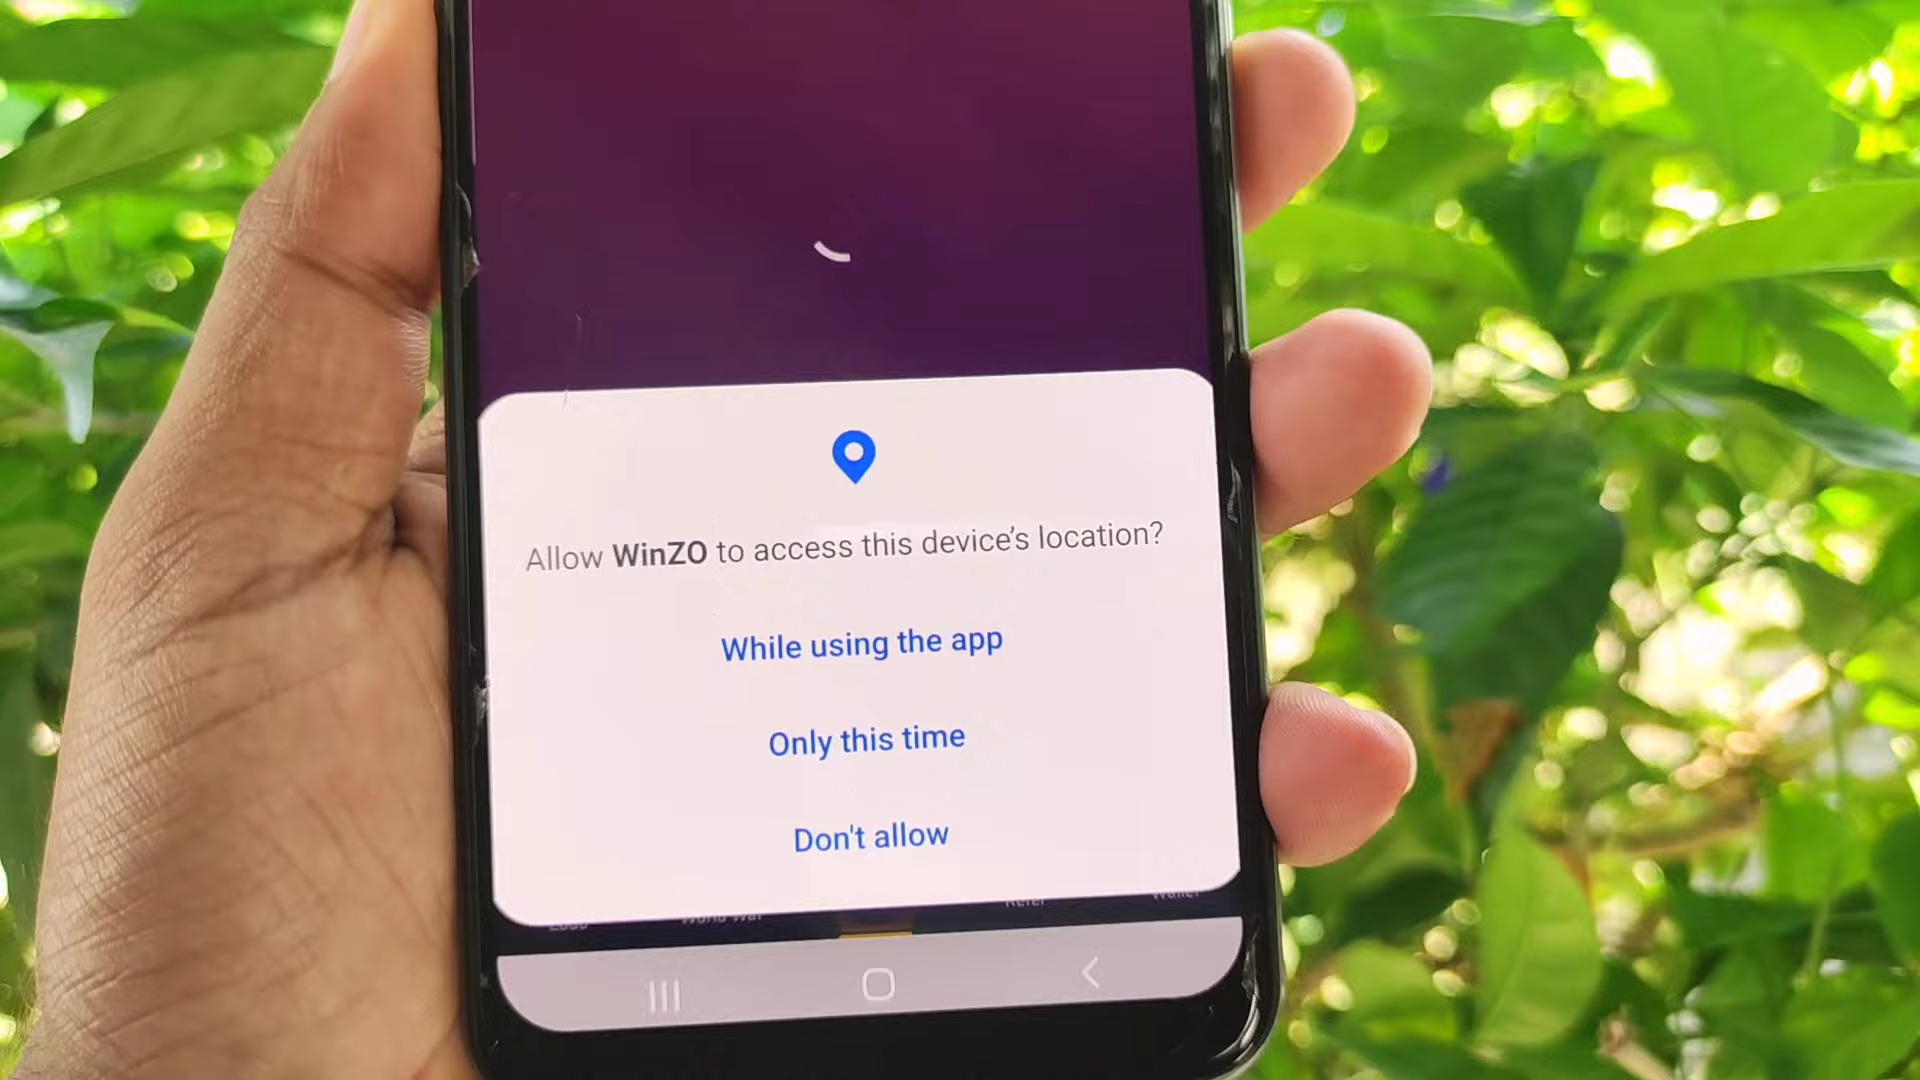 Allow WinZO to access this device's location?
While using the app
Only this time
Don't allow